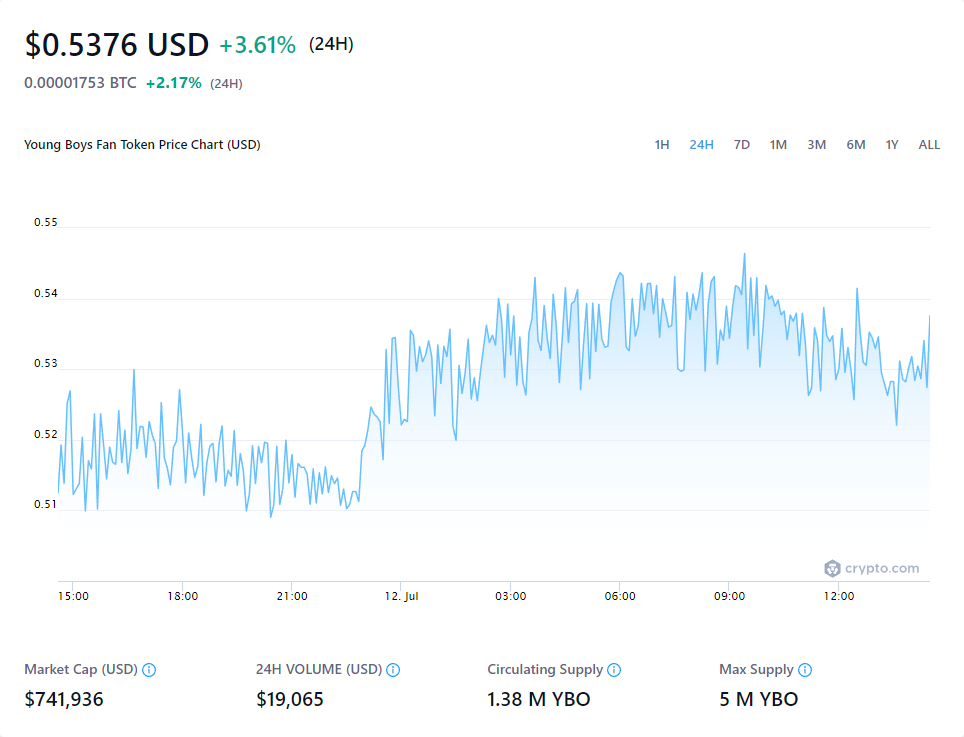 $0.5376 USD +3.61% (24H)
0.00001753 BTC +2.17% (24H)
Young Boys Fan Token Price Chart (USD) 1H 24H 7D 1M 3M 6M 1Y ALL
0.55
0.54
0.53
0.52
0.51
crypto.com
15:00 18:00 21:00 12. Jul 03:00 06:00 09:00 12:00
Market Cap (USD) 24H VOLUME (USD) Circulating Supply Max Supply
$741,936 $19,065 1.38 M YBO 5 M YBO